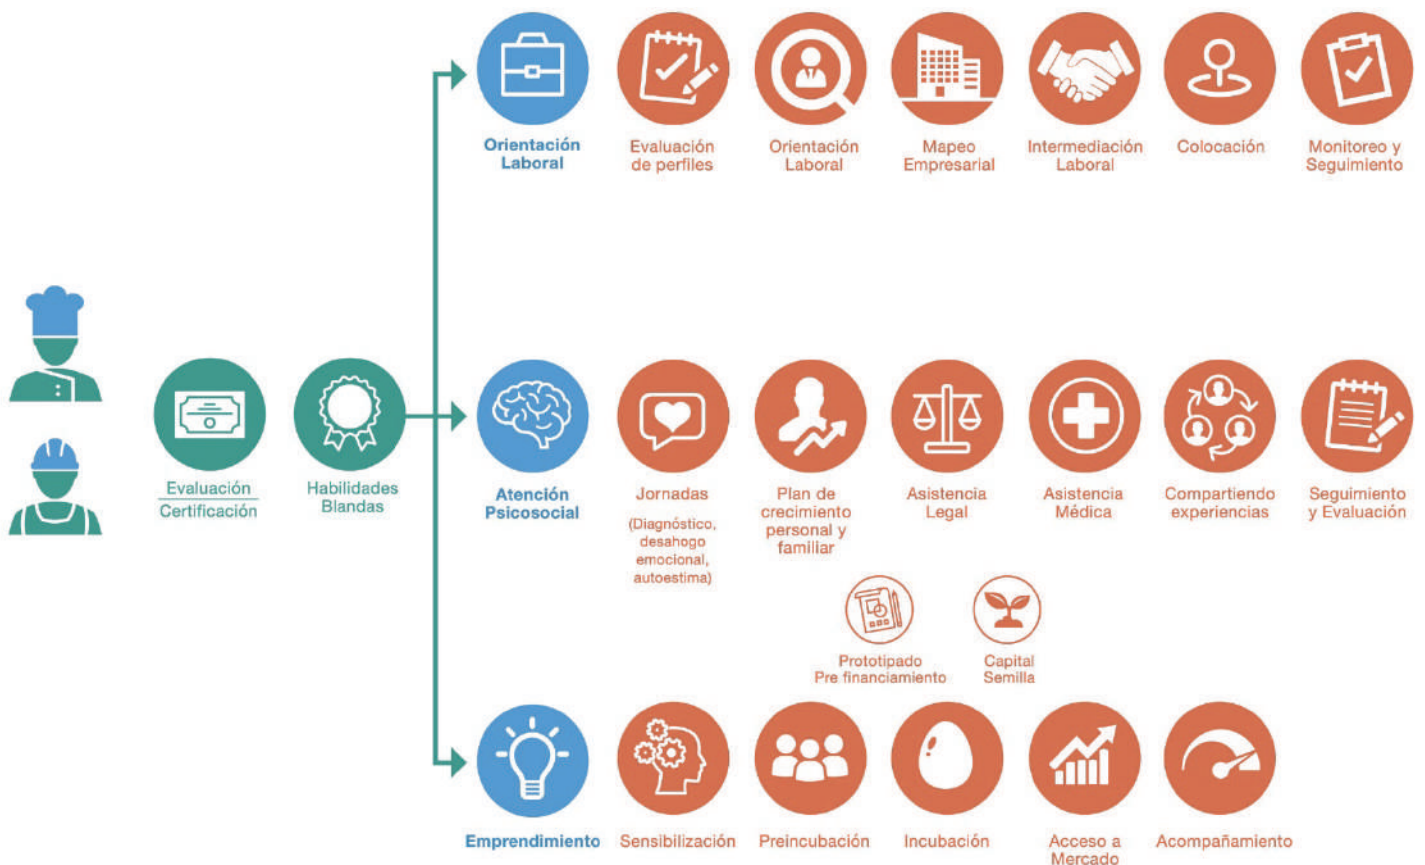 Orientación
Laboral
Evaluación
de perfiles
Orientación
Laboral
Mapeo
Empresarial
Intermediación
Laboral
Colocación
Monitoreo y
Seguimiento
Evaluación
Certificación
Habilidades
Blandas
Atención
Psicosocial
Jornadas
(Diagnóstico,
desahogo
emocional,
autoestima)
Plan de
crecimiento
personal y
familiar
Asistencia
Legal
Asistencia
Médica
Compartiendo
experiencias
Seguimiento
y Evaluación
Prototipado
Pre financiamiento
Capital
Semilla
Emprendimiento
Sensibilización
Preincubación
Incubación
Acceso a
Mercado
Acompañamiento